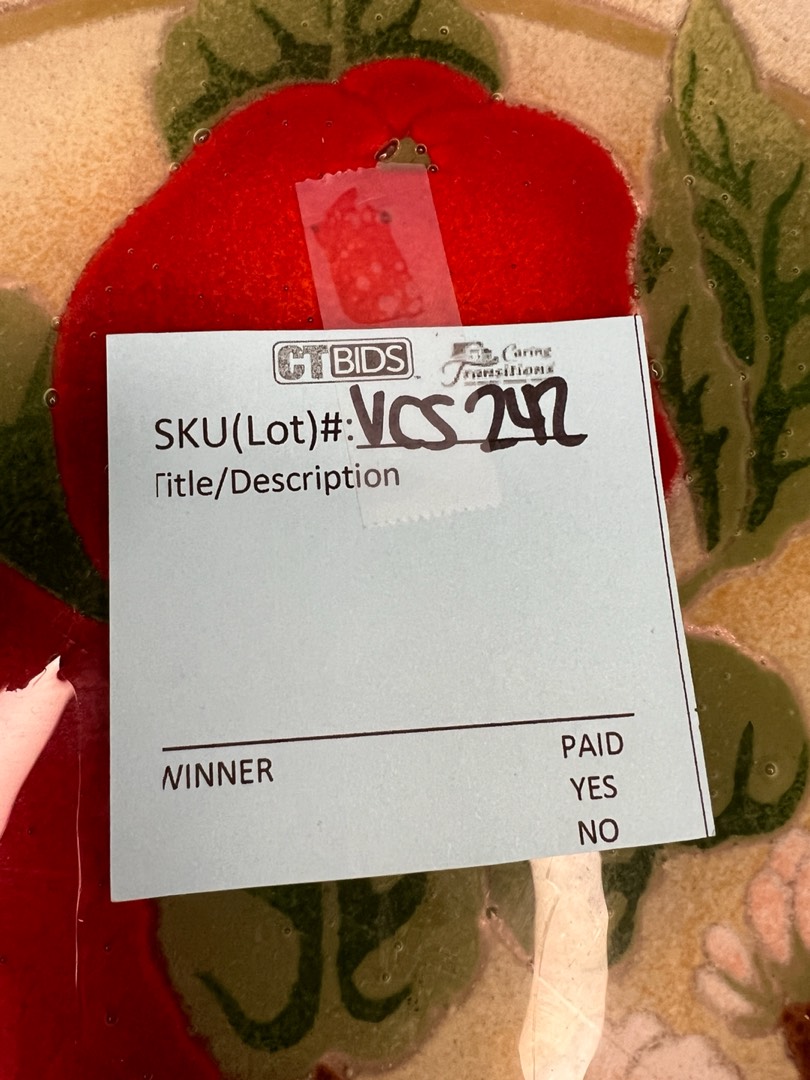 CTBIDS Caring Transitions
SKU(Lot)#: VCS 242
Title/Description
WINNER PAID
YES
NO